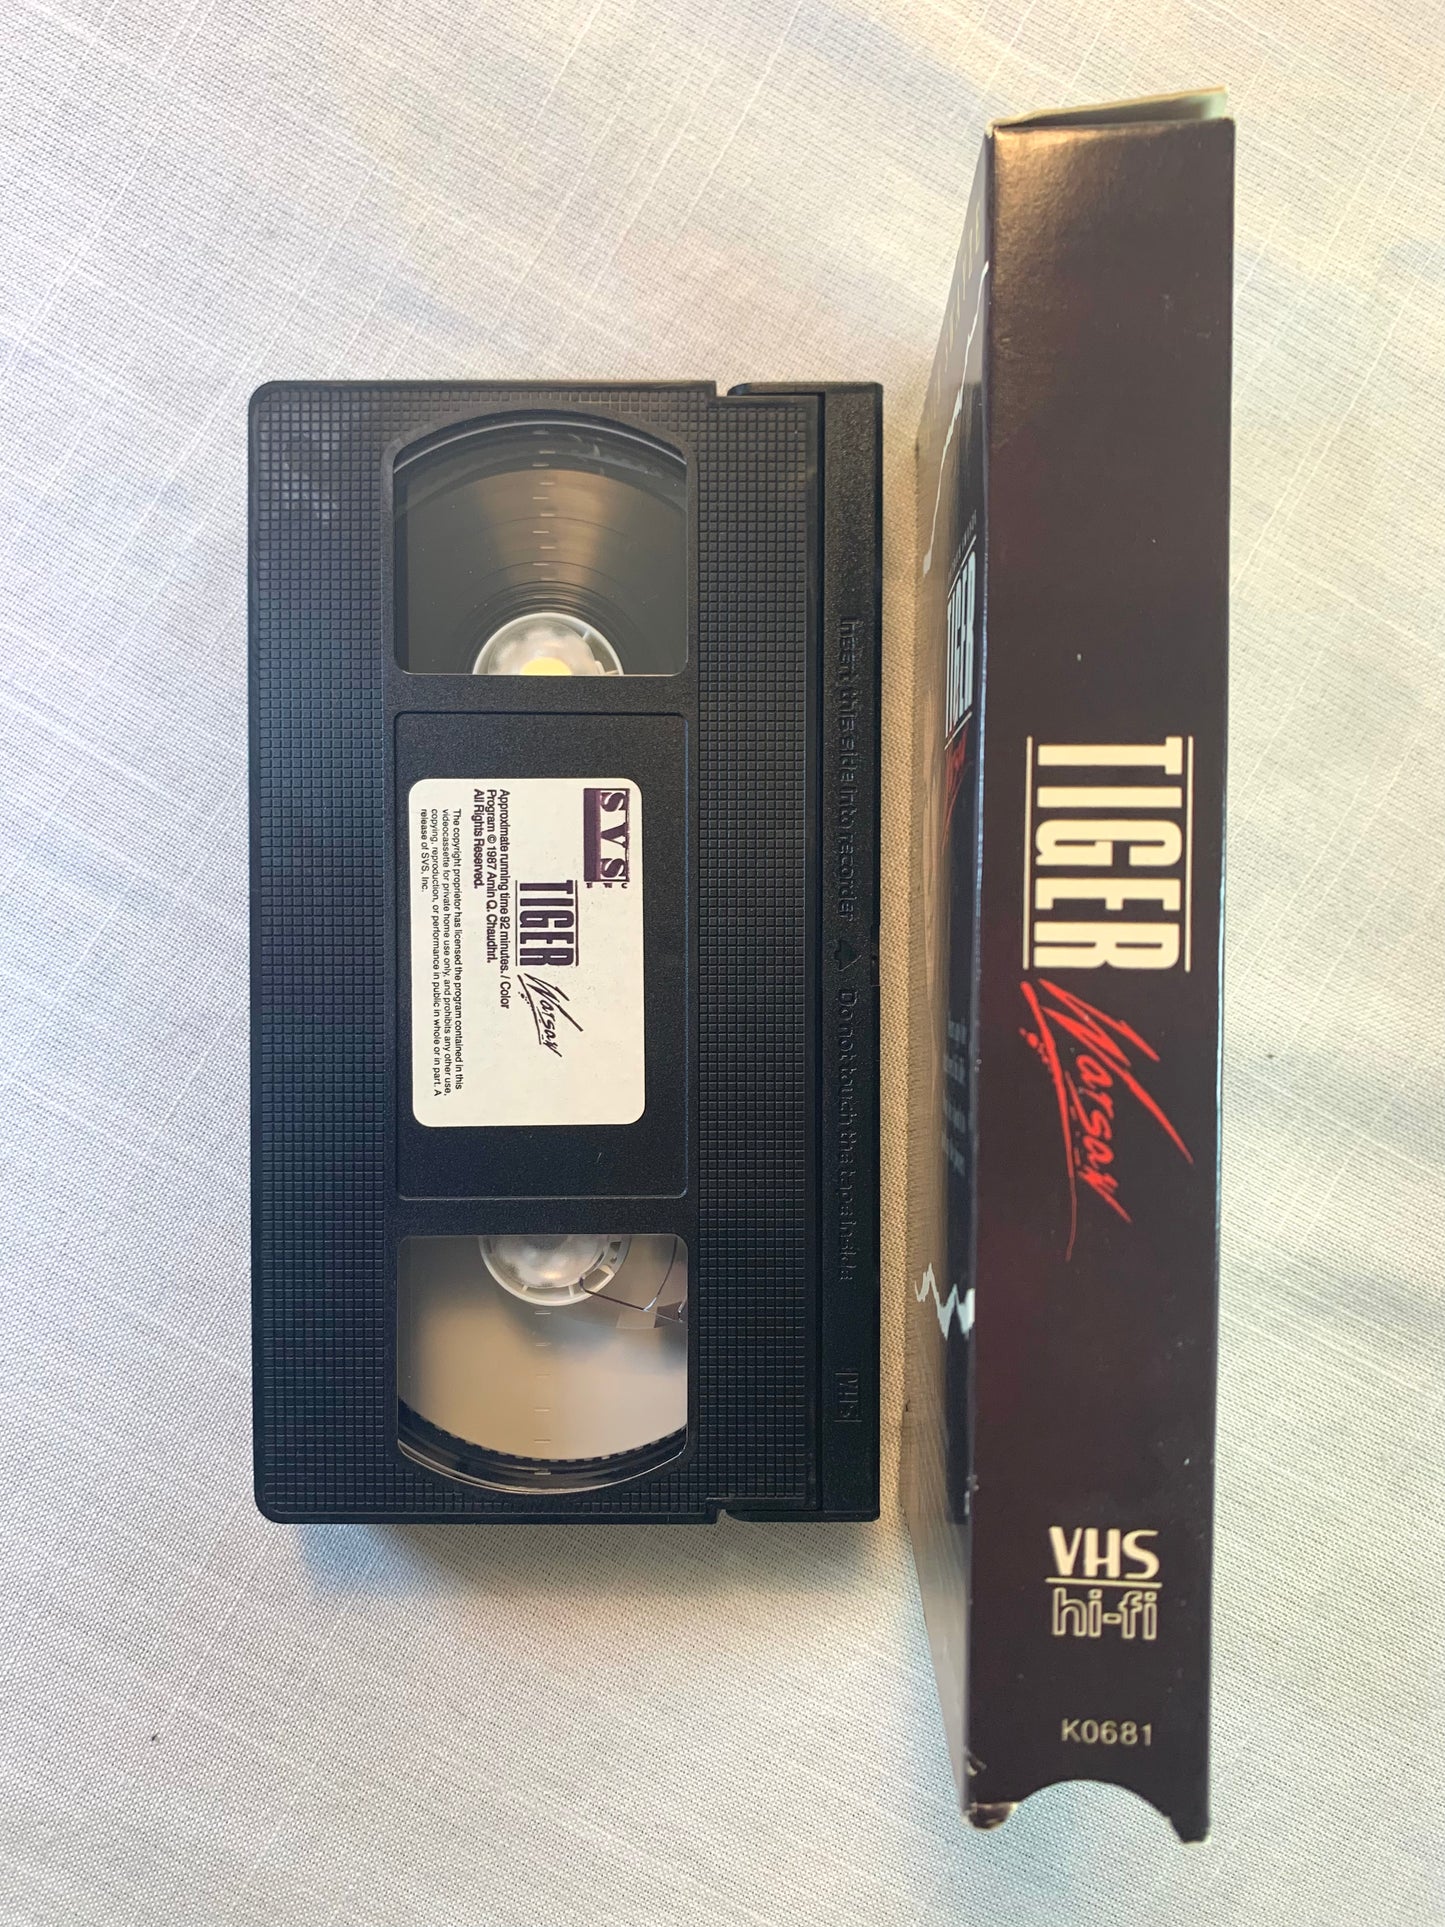 SVS
TIGER
Warsaw
Approximate running time 92 minutes. / Color
Program © 1987 Amin Q. Chaudhri.
All Rights Reserved.
The copyright proprietor has licensed the program contained in this
videocassette for private home use only, and prohibits any other use,
copying, reproduction, or performance in public in whole or in part. A
release of SVS, Inc.
Insert this side into recorder
Do not touch the tape inside
VHS
TIGER
Warsaw
TIGER
Warsaw
VHS
hi-fi
K0681